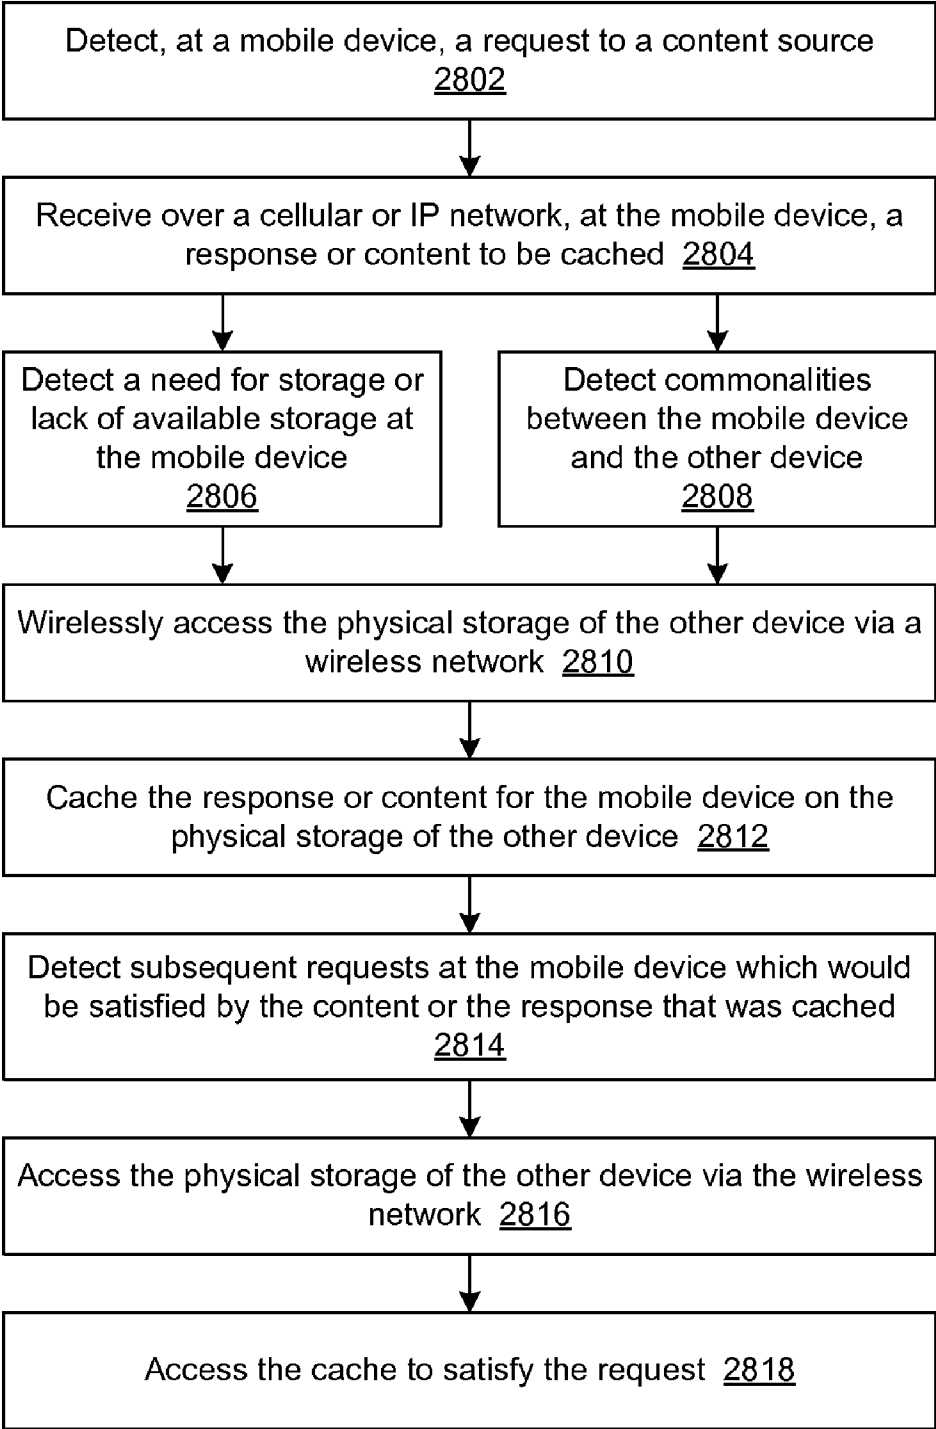 Detect, at a mobile device, a request to a content source
2802
Receive over a cellular or IP network, at the mobile device, a
response or content to be cached 2804
Detect a need for storage or
lack of available storage at
the mobile device
2806
Detect commonalities
between the mobile device
and the other device
2808
Wirelessly access the physical storage of the other device via a
wireless network 2810
Cache the response or content for the mobile device on the
physical storage of the other device 2812
Detect subsequent requests at the mobile device which would
be satisfied by the content or the response that was cached
2814
Access the physical storage of the other device via the wireless
network 2816
Access the cache to satisfy the request 2818